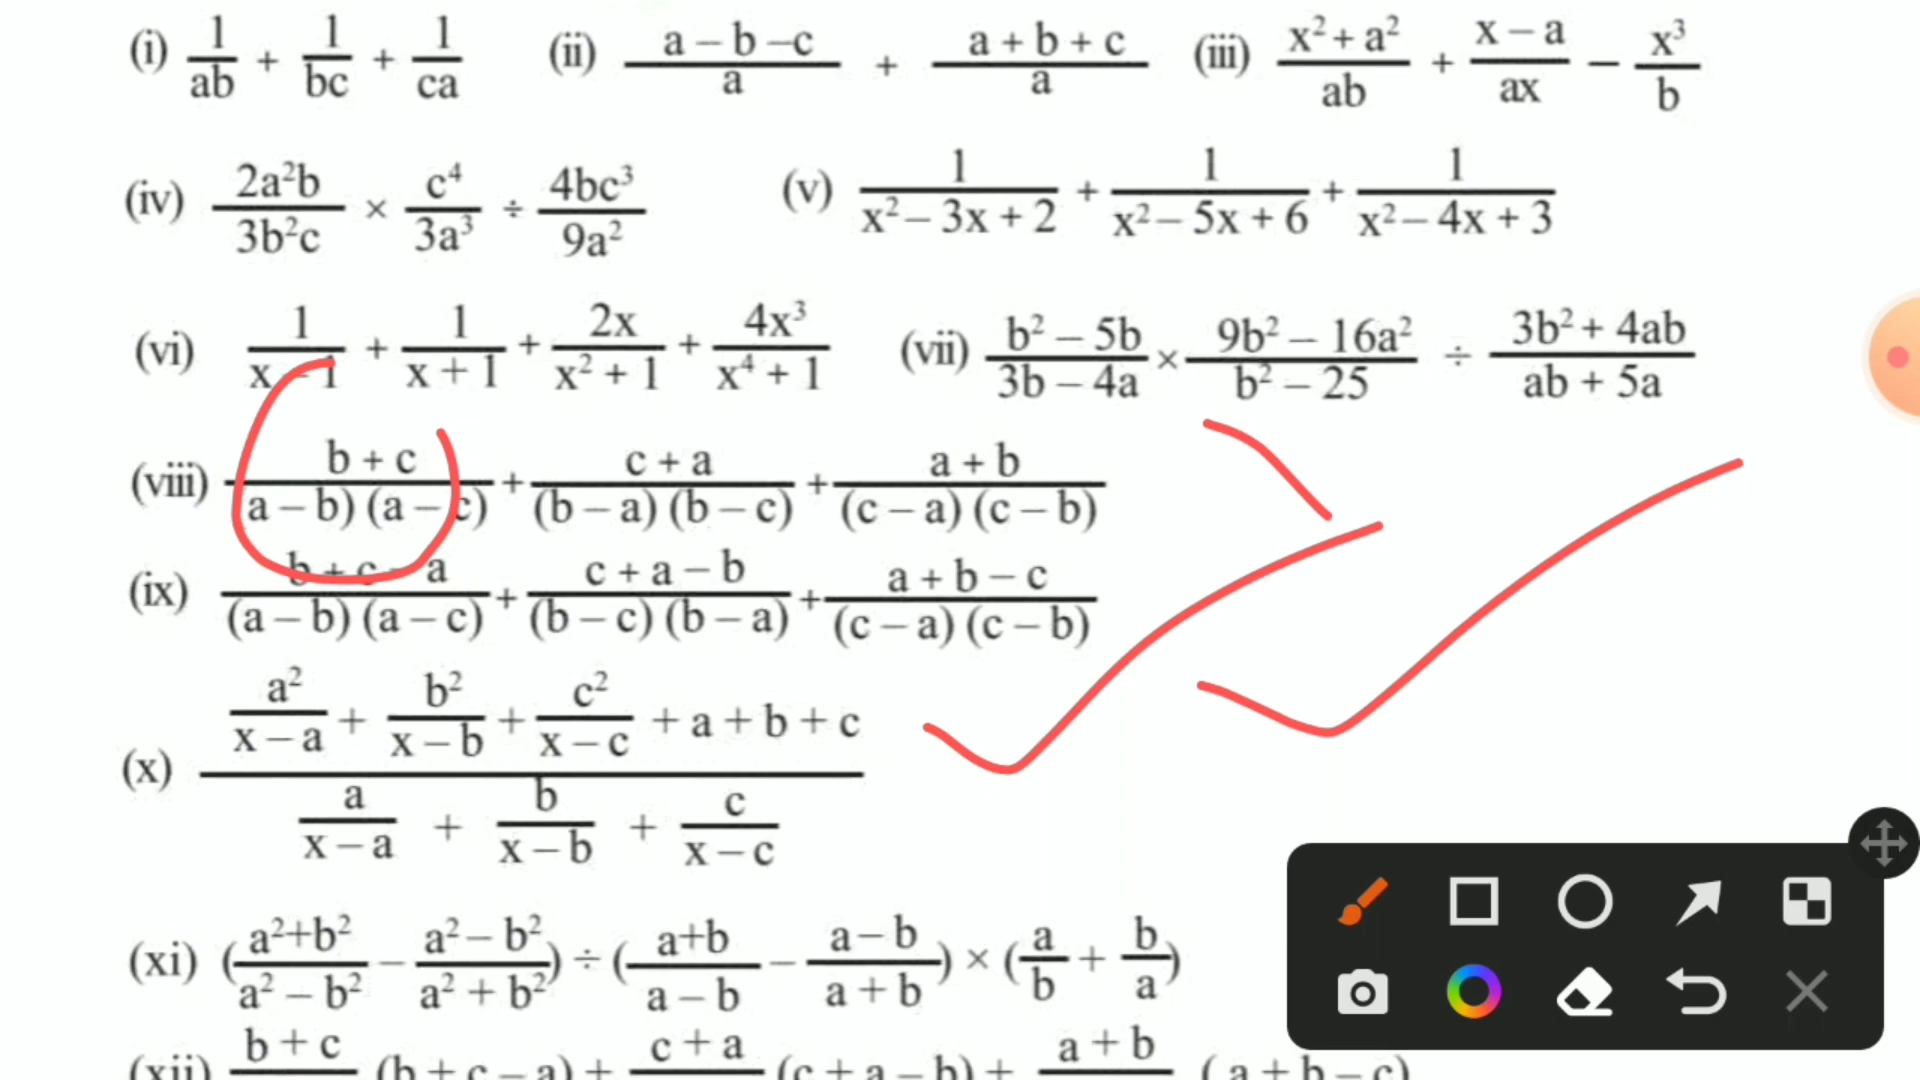 (i) 1/ab + 1/bc + 1/ca (ii) a – b –c/a + a + b + c/a (iii) x² + a²/ab + x – a/ax – x³/b
(iv) 2a²b/3b²c × c⁴/3a³ ÷ 4bc³/9a² (v) 1/x² – 3x + 2 + 1/x² – 5x + 6 + 1/x² – 4x + 3
(vi) 1/x – 1 + 1/x + 1 + 2x/x² + 1 + 4x³/x⁴ + 1 (vii) b² – 5b/3b – 4a × 9b² – 16a²/b² – 25 ÷ 3b² + 4ab/ab + 5a
(viii) b + c/a – b) (a – c) + c + a/(b – a) (b – c) + a + b/(c – a) (c – b)
(ix) b + c – a/(a – b) (a – c) + c + a – b/(b – c) (b – a) + a + b – c/(c – a) (c – b)
(x) a²/x – a + b²/x – b + c²/x – c + a + b + c
a/x – a + b/x – b + c/x – c
(xi) (a²+b²/a² – b² – a² – b²/a² + b²) ÷ (a+b/a – b – a – b/a + b) × (a/b + b/a)
(xii) b + c (b + c – a) + c + a (c + a – b) + a + b (a + b – c)